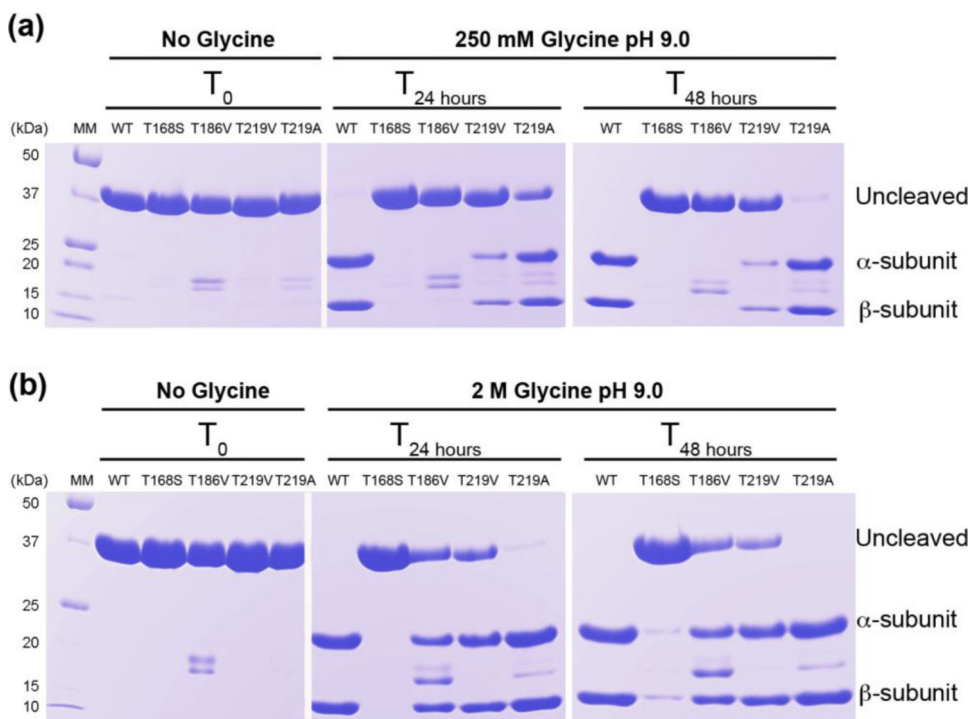 (a)
No Glycine 250 mM Glycine pH 9.0
T0 T24 hours T48 hours
(kDa) MM WT T168S T186V T219V T219A WT T168S T186V T219V T219A WT T168S T186V T219V T219A
50
37 Uncleaved
25
20 α-subunit
15
10 β-subunit
(b)
No Glycine 2 M Glycine pH 9.0
T0 T24 hours T48 hours
(kDa) MM WT T168S T186V T219V T219A WT T168S T186V T219V T219A WT T168S T186V T219V T219A
50
37 Uncleaved
25
20 α-subunit
15
10 β-subunit